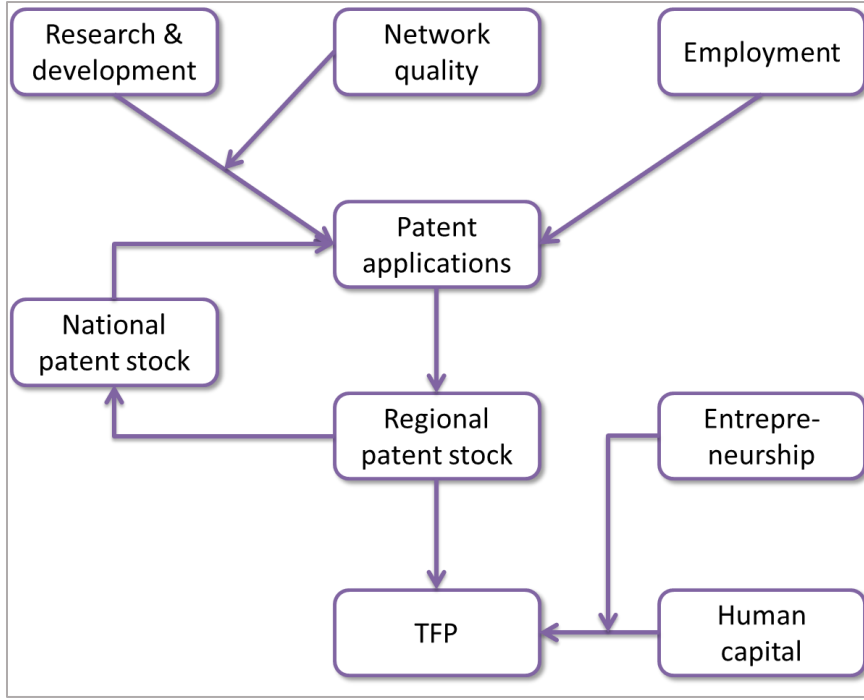 Research &
development
Network
quality
Employment
Patent
applications
National
patent stock
Regional
patent stock
Entrepre-
neurship
TFP
Human
capital